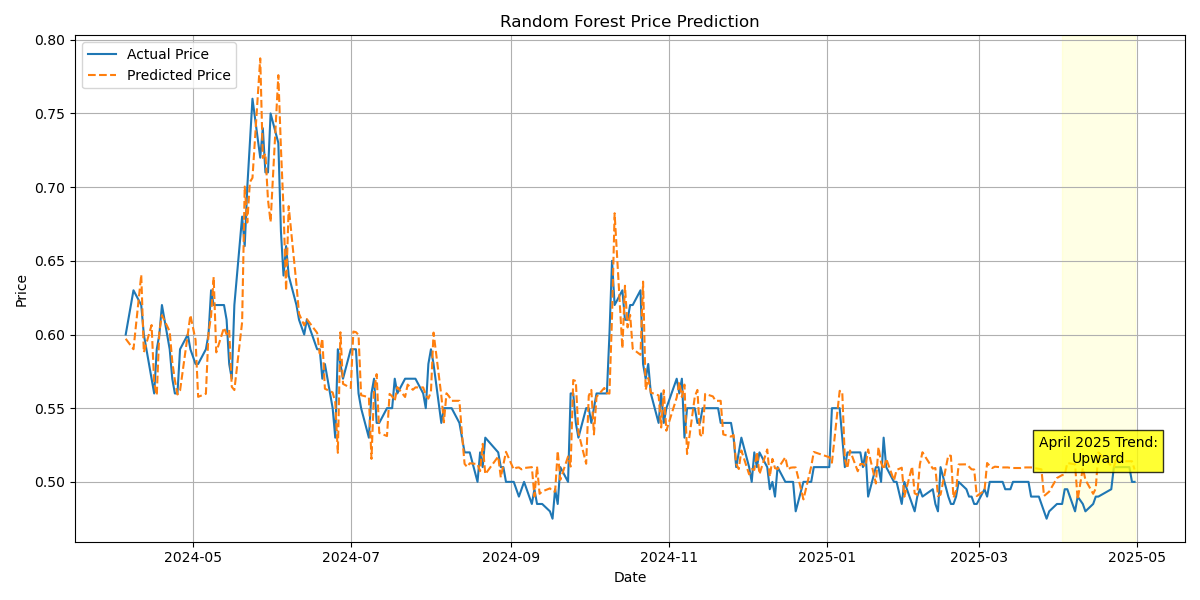 Random Forest Price Prediction
Actual Price
Predicted Price
April 2025 Trend:
Upward
Price
0.80
0.75
0.70
0.65
0.60
0.55
0.50
2024-05
2024-07
2024-09
2024-11
2025-01
2025-03
2025-05
Date